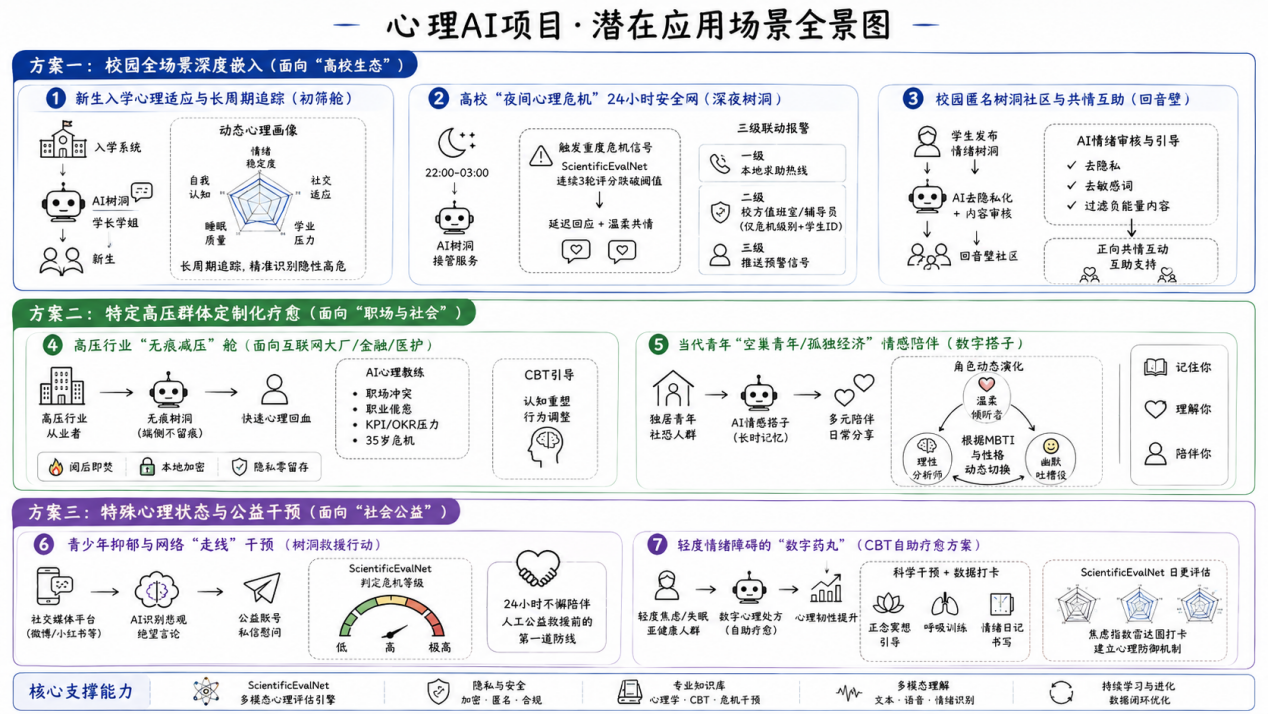 心理AI项目·潜在应用场景全景图
方案一：校园全场景深度嵌入（面向“高校生态”）
1 新生入学心理适应与长周期追踪（初筛舱）
入学系统
AI树洞
学长学姐
新生
动态心理画像
情绪
稳定度
自我
认知
社交
适应
睡眠
质量
学业
压力
长周期追踪，精准识别隐性高危
2 高校“夜间心理危机”24小时安全网（深夜树洞）
22:00-03:00
AI树洞
接管服务
触发重度危机信号
ScientificEvalNet
连续3轮评分跌破阈值
延迟回应 + 温柔共情
三级联动报警
一级
本地求助热线
二级
校方值班室/辅导员
（仅危机级别+学生ID）
三级
推送预警信号
3 校园匿名树洞社区与共情互助（回音壁）
学生发布
情绪树洞
AI去隐私化
+ 内容审核
回音壁社区
AI情绪审核与引导
✓ 去隐私
✓ 去敏感词
✓ 过滤负能量内容
正向共情互动
互助支持
方案二：特定高压群体定制化疗愈（面向“职场与社会”）
4 高压行业“无痕减压”舱（面向互联网大厂/金融/医护）
高压行业
从业者
无痕树洞
（端侧不留痕）
快速心理回血
阅后即焚
本地加密
隐私零留存
AI心理教练
• 职场冲突
• 职业倦怠
• KPI/OKR压力
• 35岁危机
CBT引导
认知重塑
行为调整
5 当代青年“空巢青年/孤独经济”情感陪伴（数字搭子）
独居青年
社恐人群
AI情感搭子
（长时记忆）
多元陪伴
日常分享
角色动态演化
温柔
倾听者
根据MBTI
与性格
动态切换
理性
分析师
幽默
吐槽役
记住你
理解你
陪伴你
方案三：特殊心理状态与公益干预（面向“社会公益”）
6 青少年抑郁与网络“走线”干预（树洞救援行动）
社交媒体平台
（微博/小红书等）
AI识别悲观
绝望言论
公益账号
私信慰问
ScientificEvalNet
判定危机等级
低
高
极高
24小时不懈陪伴
人工公益救援前的
第一道防线
7 轻度情绪障碍的“数字药丸”（CBT自助疗愈方案）
轻度焦虑/失眠
亚健康人群
数字心理处方
（自助疗愈）
心理韧性提升
科学干预 + 数据打卡
正念冥想
引导
呼吸训练
情绪日记
书写
ScientificEvalNet 日更评估
焦虑指数雷达图打卡
建立心理防御机制
核心支撑能力
ScientificEvalNet
多模态心理评估引擎
隐私与安全
加密·匿名·合规
专业知识库
心理学·CBT·危机干预
多模态理解
文本·语音·情绪识别
持续学习与进化
数据闭环优化